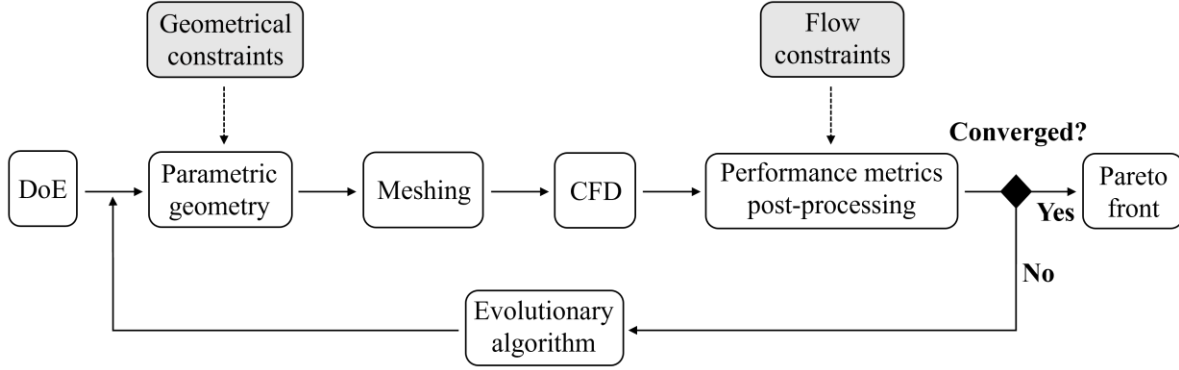 Geometrical
constraints
Flow
constraints
Converged?
DoE
Parametric
geometry
Meshing
CFD
Performance metrics
post-processing
Yes
Pareto
front
No
Evolutionary
algorithm